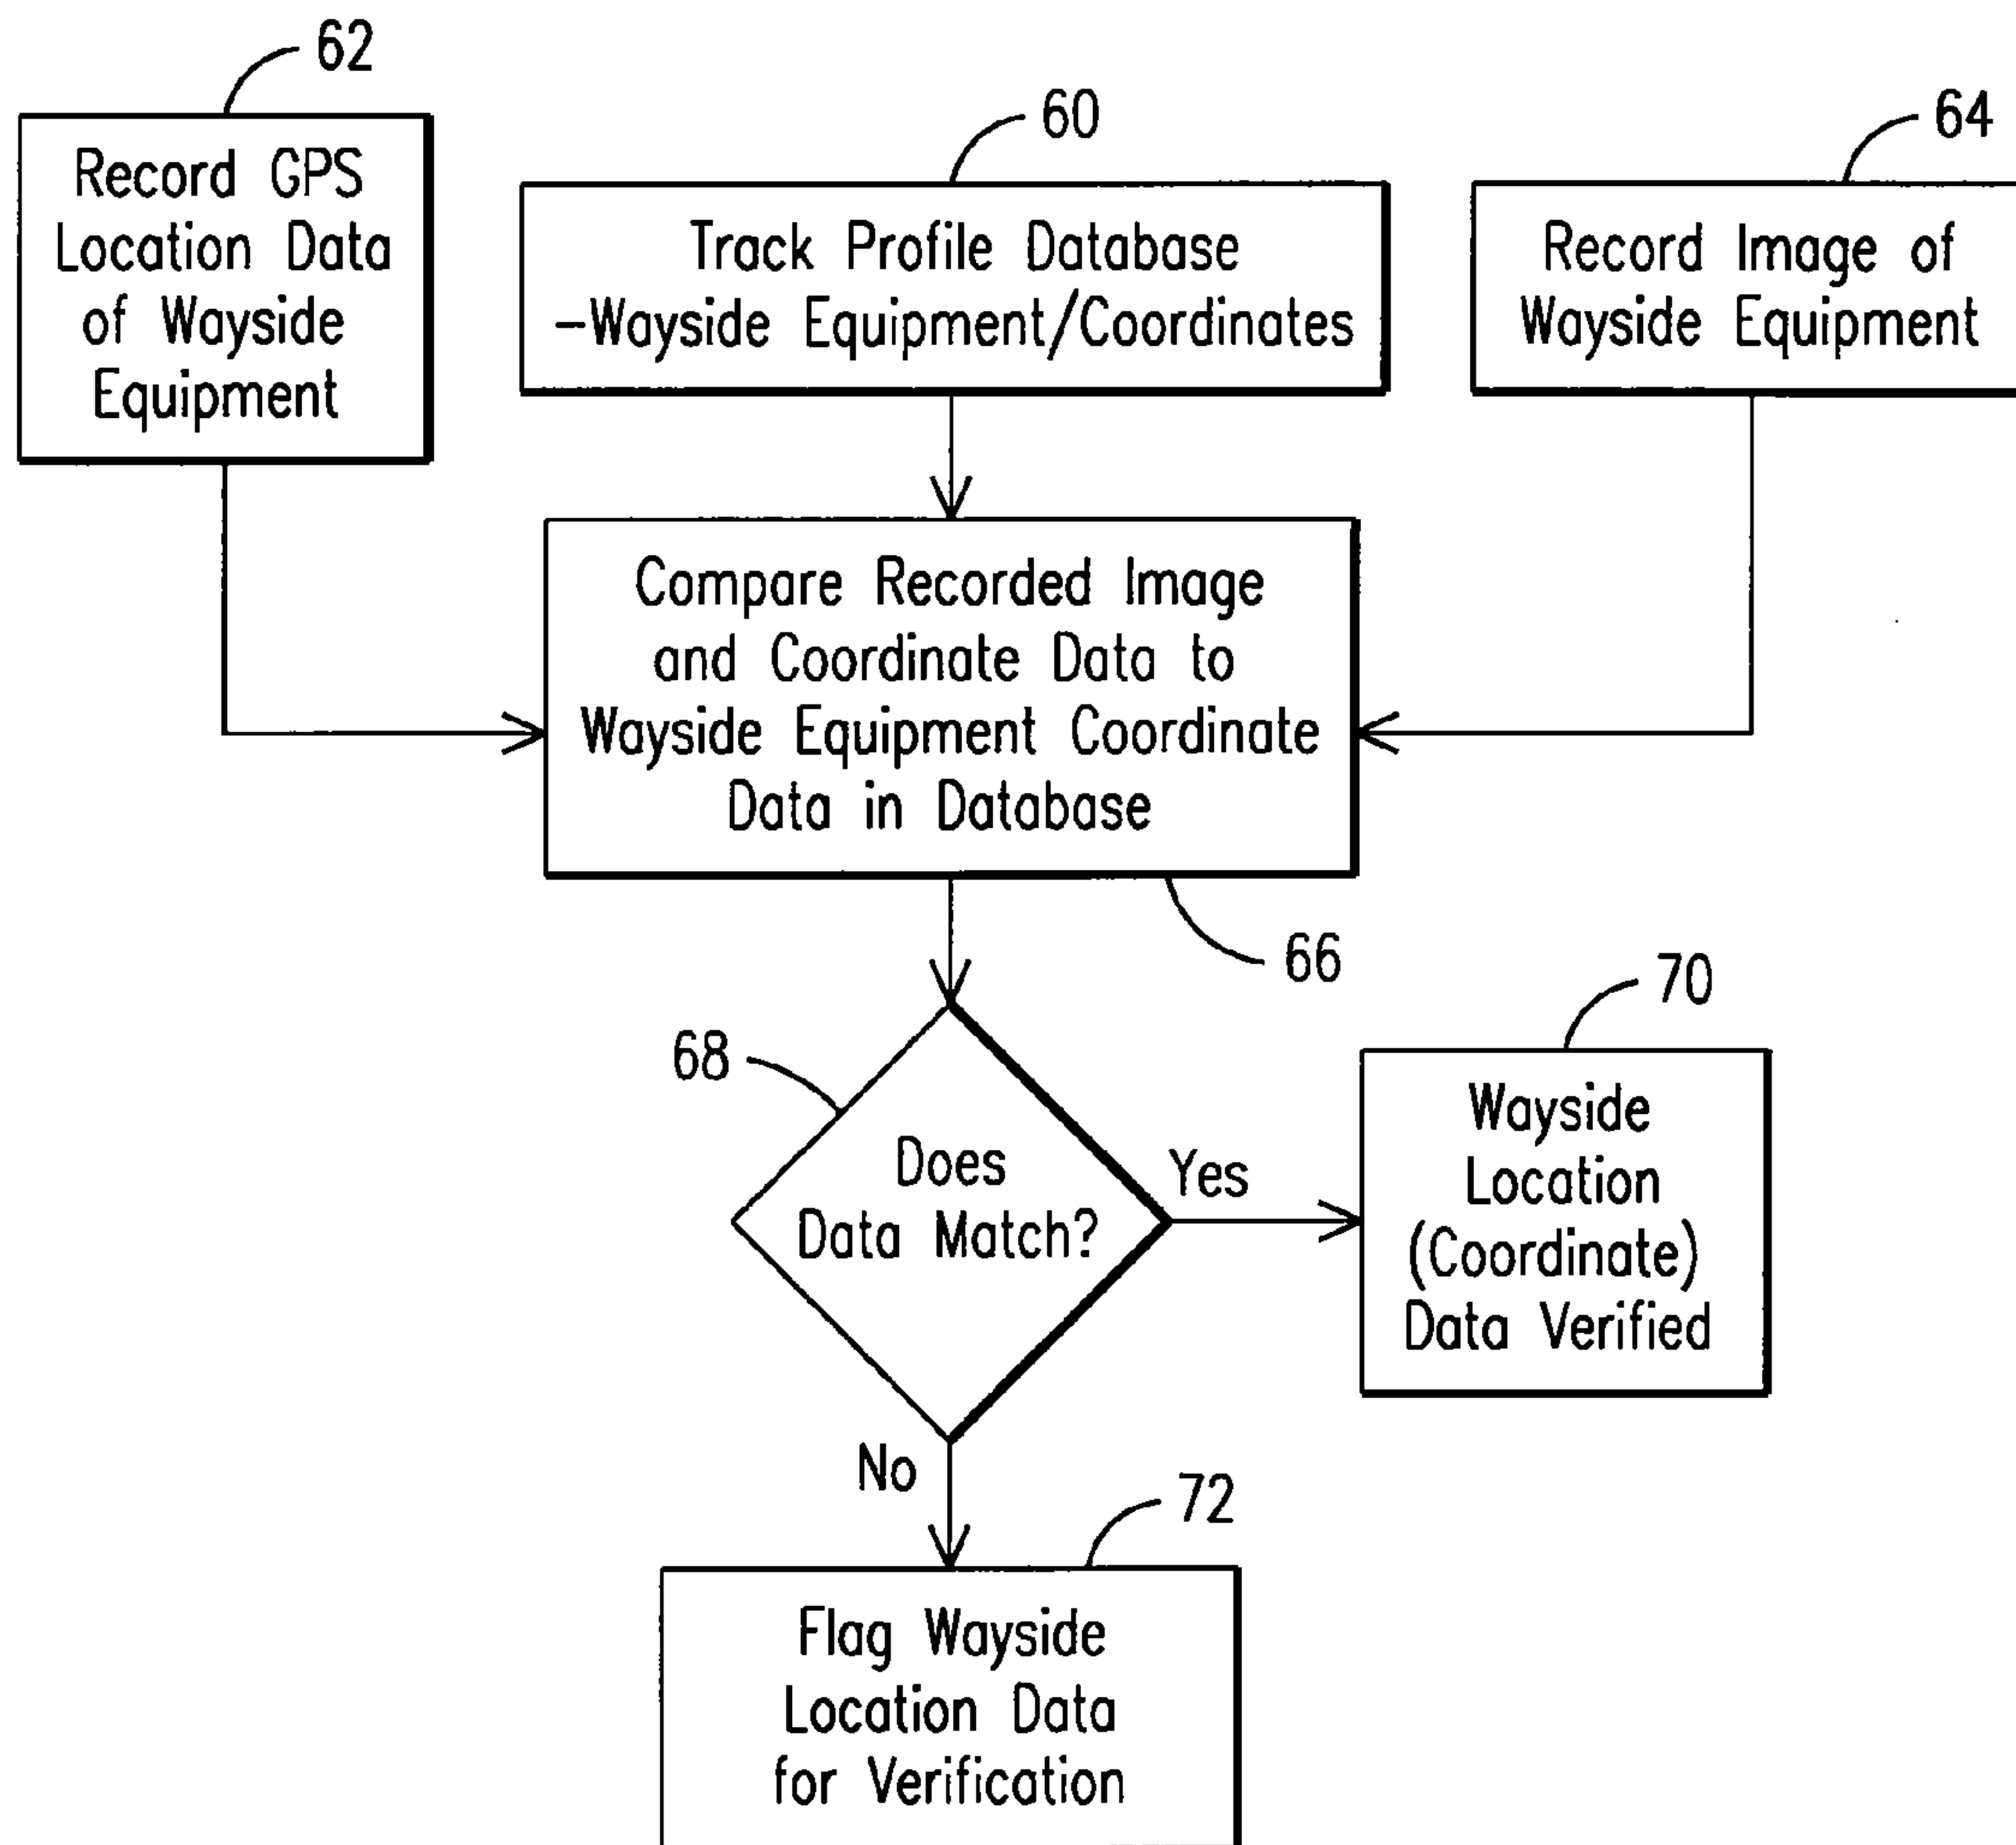 62
Record GPS
Location Data
of Wayside
Equipment
60
Track Profile Database
-Wayside Equipment/Coordinates
64
Record Image of
Wayside Equipment
Compare Recorded Image
and Coordinate Data to
Wayside Equipment Coordinate
Data in Database
66
68
Does
Data Match?
Yes
70
Wayside
Location
(Coordinate)
Data Verified
No
72
Flag Wayside
Location Data
for Verification